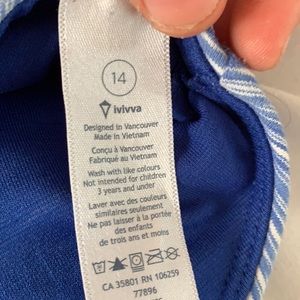 14
ivivva
Designed in Vancouver
Made in Vietnam
Conçu à Vancouver
Fabriqué au Vietnam
Wash with like colours
Not intended for children
3 years and under
Laver avec des couleurs
similaires seulement
Ne pas laisser à la portée
des enfants
de trois ans et moins
CA 35801 RN 106259
77896